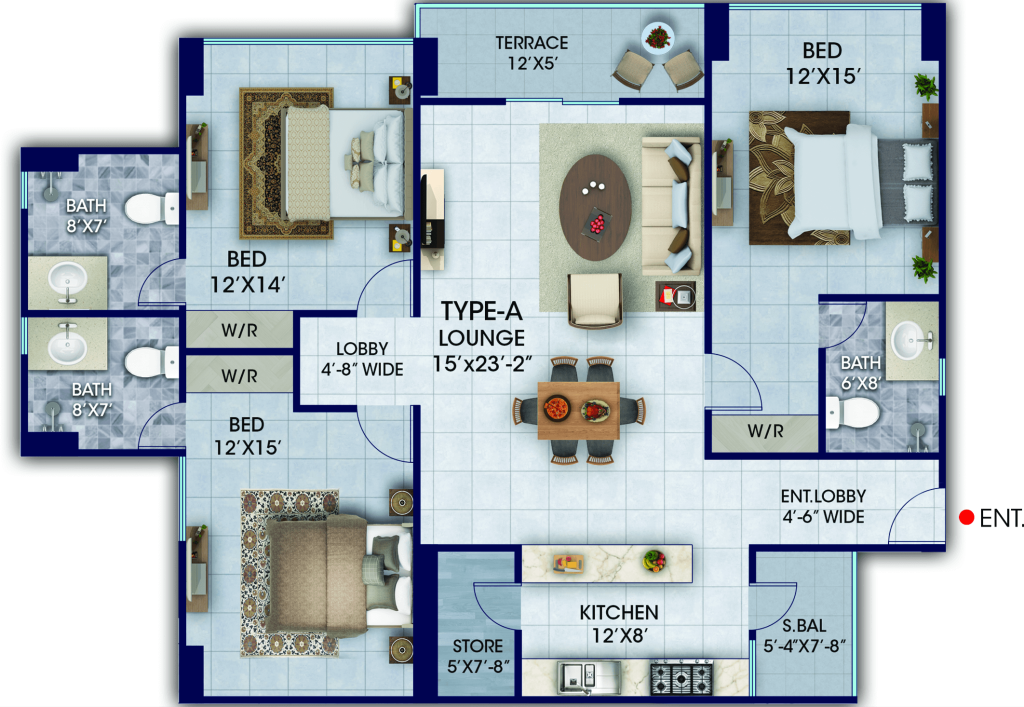 TERRACE
12'X5'
BED
12'X15'
BATH
8'X7'
BED
12'X14'
TYPE-A
LOUNGE
15'x23'-2"
W/R
LOBBY
4'-8" WIDE
W/R
BATH
8'X7'
BATH
6'X8'
BED
12'X15'
W/R
ENT.LOBBY
4'-6" WIDE
ENT.
KITCHEN
12'X8'
STORE
5'X7'-8"
S.BAL
5'-4"X7'-8"